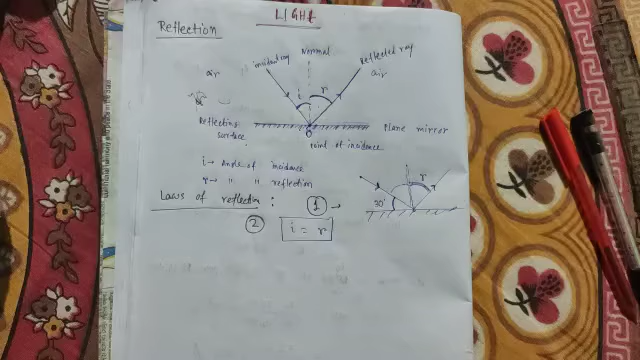 LIGHT
Reflection
Normal
incident ray
Reflected ray
air
air
i
r
Reflecting
surface
O
Plane mirror
Point of incidence
i → Angle of incidence
r → " " reflection
Laws of reflection : ① →
i
r
30°
② i = r